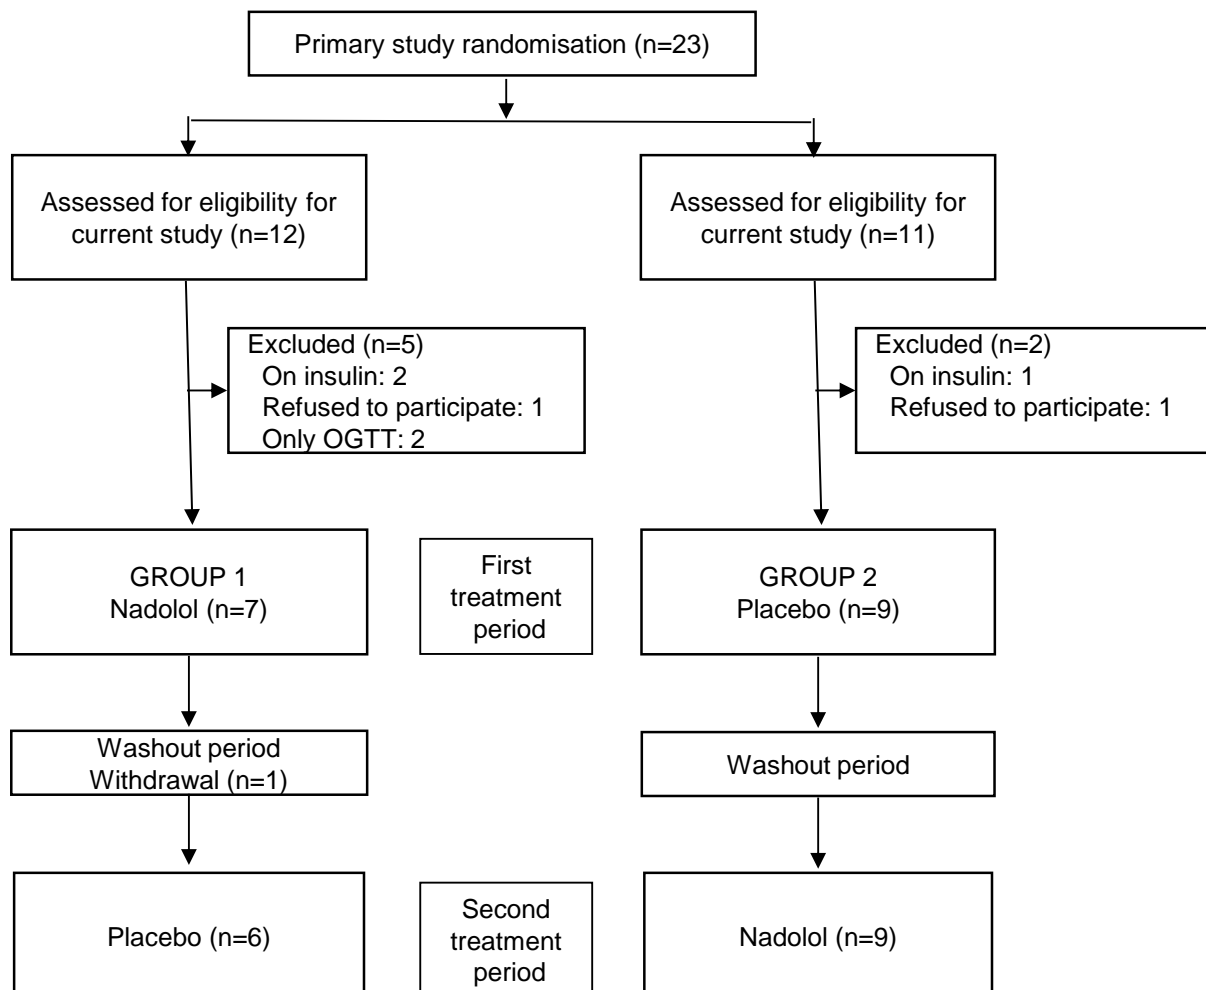 Primary study randomisation (n=23)
Assessed for eligibility for
current study (n=12)
Assessed for eligibility for
current study (n=11)
Excluded (n=5)
On insulin: 2
Refused to participate: 1
Only OGTT: 2
Excluded (n=2)
On insulin: 1
Refused to participate: 1
GROUP 1
Nadolol (n=7)
First
treatment
period
GROUP 2
Placebo (n=9)
Washout period
Withdrawal (n=1)
Washout period
Placebo (n=6)
Second
treatment
period
Nadolol (n=9)